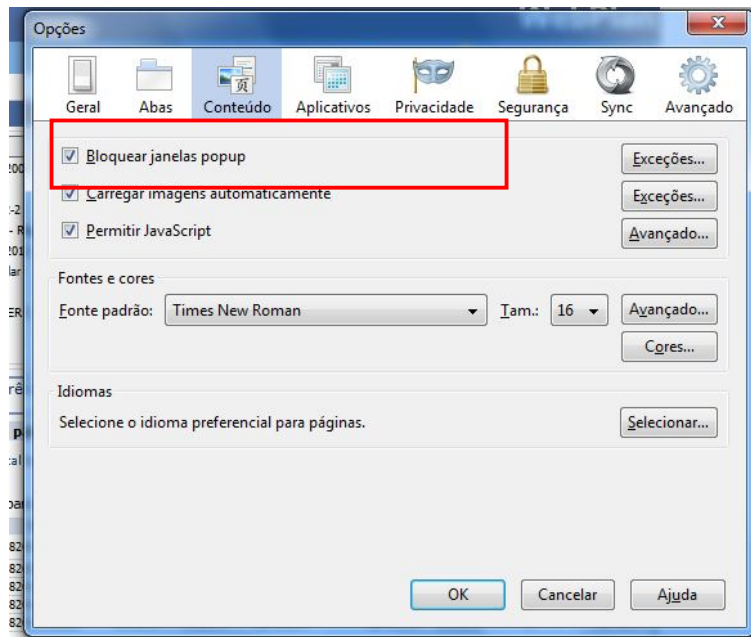 Opções
Geral Abas Conteúdo Aplicativos Privacidade Segurança Sync Avançado
Bloquear janelas popup Exceções...
Carregar imagens automaticamente Exceções...
Permitir JavaScript Avançado...
Fontes e cores
Fonte padrão: Times New Roman Tam.: 16 Avançado...
Cores...
Idiomas
Selecione o idioma preferencial para páginas. Selecionar...
OK Cancelar Ajuda